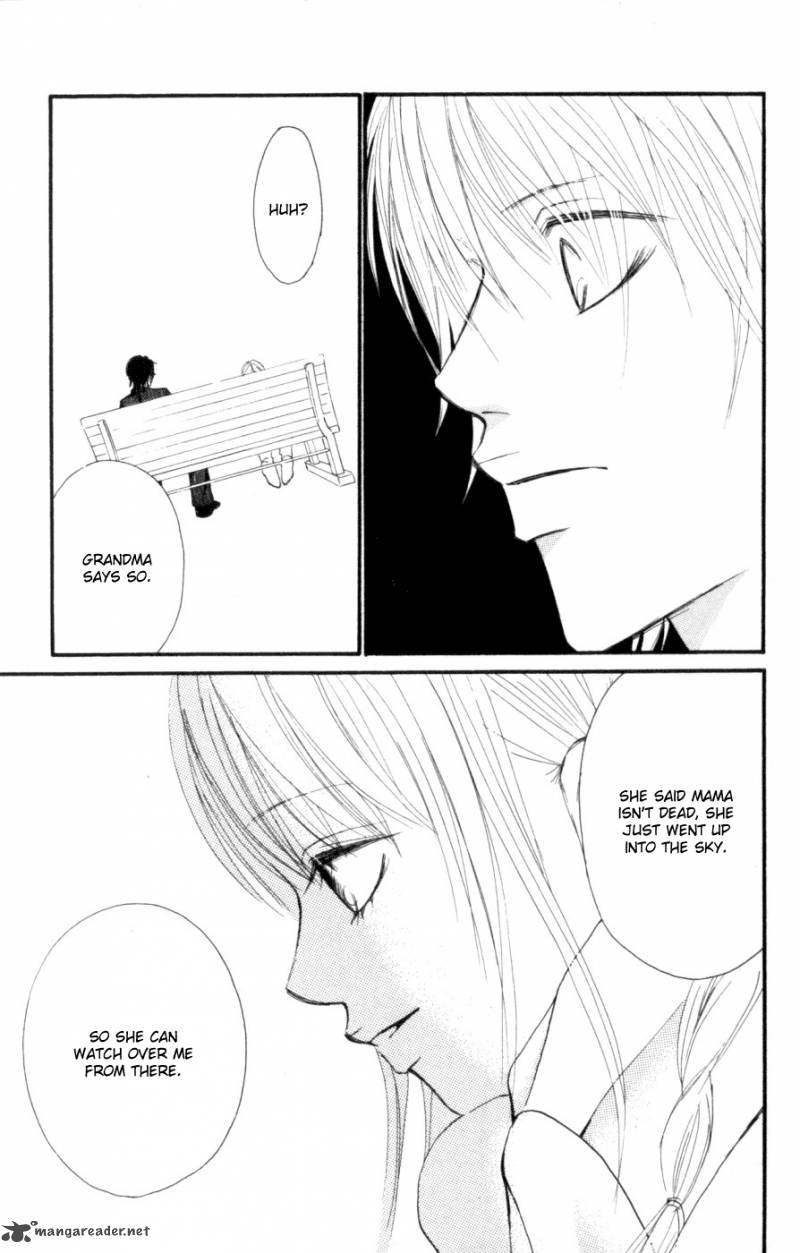 HUH?
GRANDMA
SAYS SO.
SHE SAID MAMA
ISN'T DEAD, SHE
JUST WENT UP
INTO THE SKY.
SO SHE CAN
WATCH OVER ME
FROM THERE.
mangareader.net